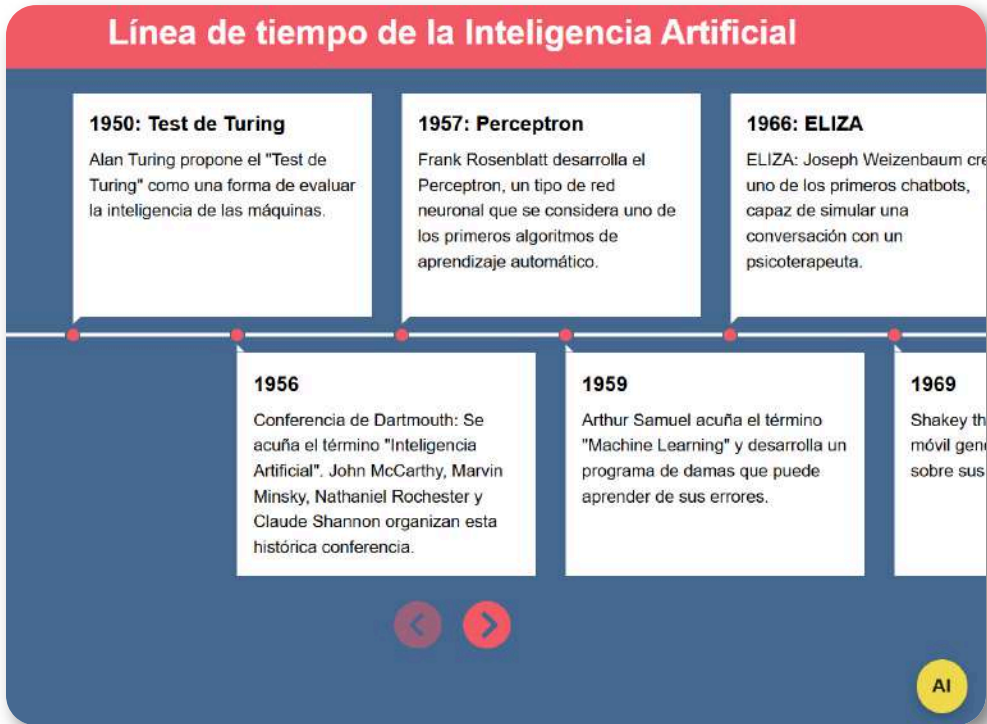 Línea de tiempo de la Inteligencia Artificial
1950: Test de Turing
Alan Turing propone el "Test de
Turing" como una forma de evaluar
la inteligencia de las máquinas.
1957: Perceptron
Frank Rosenblatt desarrolla el
Perceptron, un tipo de red
neuronal que se considera uno de
los primeros algoritmos de
aprendizaje automático.
1966: ELIZA
ELIZA: Joseph Weizenbaum cre
uno de los primeros chatbots,
capaz de simular una
conversación con un
psicoterapeuta.
1956
Conferencia de Dartmouth: Se
acuña el término "Inteligencia
Artificial". John McCarthy, Marvin
Minsky, Nathaniel Rochester y
Claude Shannon organizan esta
histórica conferencia.
1959
Arthur Samuel acuña el término
"Machine Learning" y desarrolla un
programa de damas que puede
aprender de sus errores.
1969
Shakey th
móvil gen
sobre sus
AI